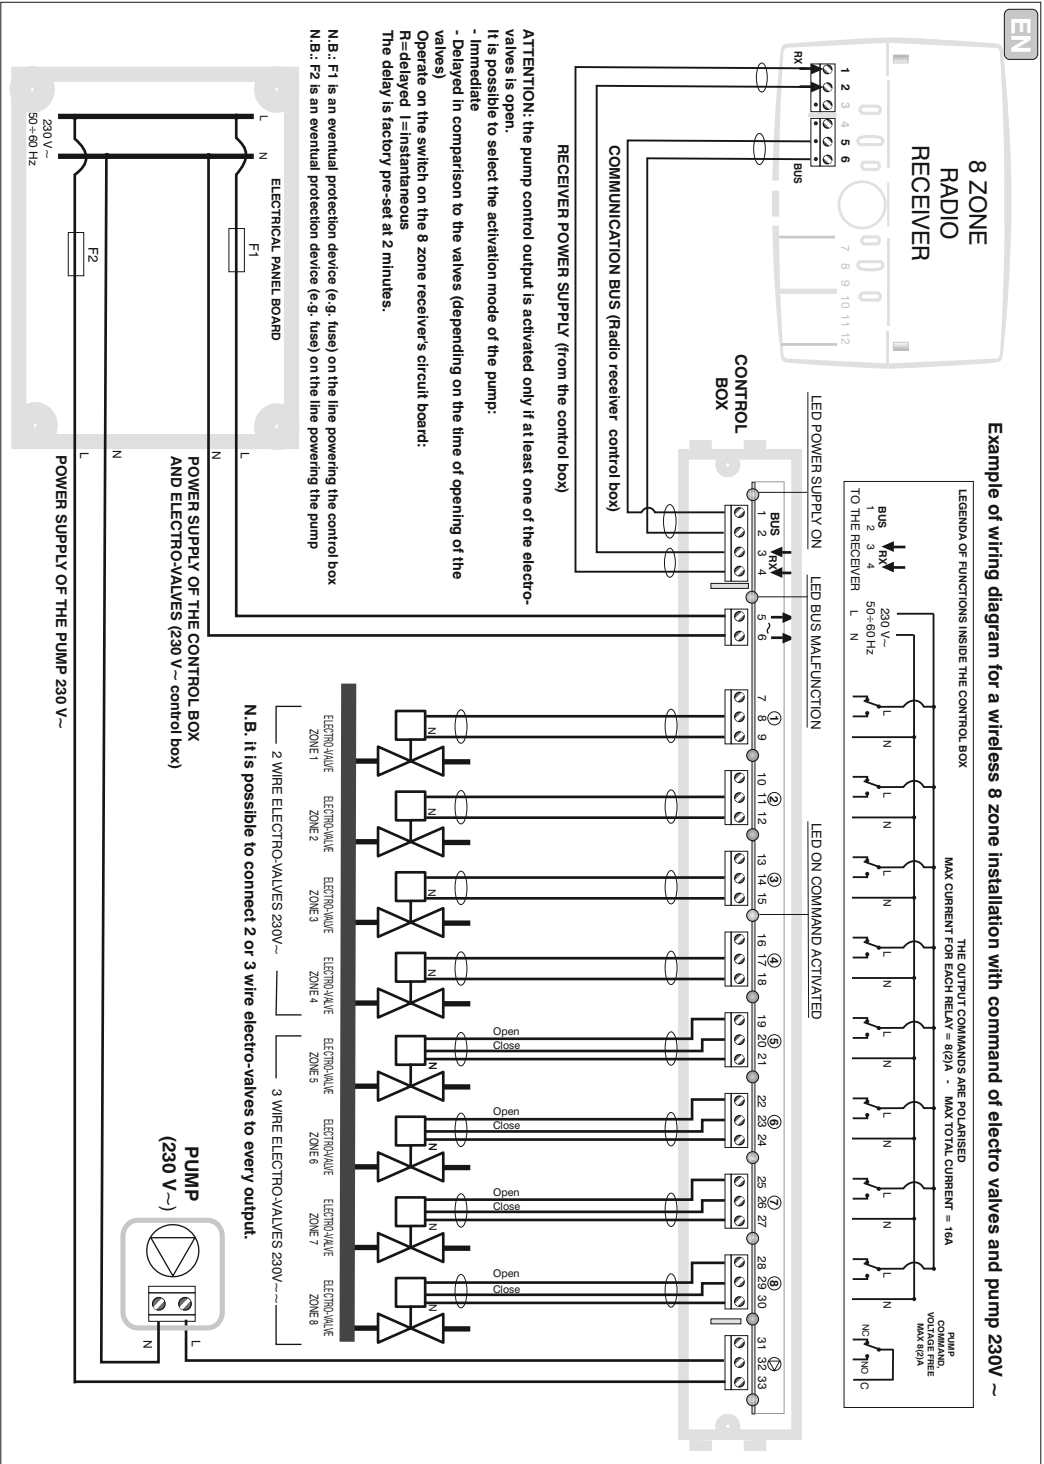 EN
Example of wiring diagram for a wireless 8 zone installation with command of electro valves and pump 230V ~
8 ZONE
RADIO
RECEIVER
RX
1
2
3
4
5
6
BUS
7
8
9
10
11
12
LEGENDA OF FUNCTIONS INSIDE THE CONTROL BOX
THE OUTPUT COMMANDS ARE POLARISED
MAX CURRENT FOR EACH RELAY = 8(2)A - MAX TOTAL CURRENT = 16A
PUMP
COMMAND,
VOLTAGE FREE
MAX 8(2)A
BUS RX
1 2 3 4
TO THE RECEIVER
230 V~
50÷60 Hz
L N
L N
L N
L N
L N
L N
L N
L N
L N
NC NO C
LED POWER SUPPLY ON
LED BUS MALFUNCTION
LED ON COMMAND ACTIVATED
CONTROL
BOX
BUS RX ~
1 2 3 4 5 6
1 2 3 4 5 6 7 8
7 8 9 10 11 12 13 14 15 16 17 18 19 20 21 22 23 24 25 26 27 28 29 30 31 32 33
COMMUNICATION BUS (Radio receiver control box)
RECEIVER POWER SUPPLY (from the control box)
ATTENTION: the pump control output is activated only if at least one of the electro-
valves is open.
It is possible to select the activation mode of the pump:
- Immediate
- Delayed in comparison to the valves (depending on the time of opening of the
valves)
Operate on the switch on the 8 zone receiver's circuit board:
R=delayed I=instantaneous
The delay is factory pre-set at 2 minutes.
N.B.: F1 is an eventual protection device (e.g. fuse) on the line powering the control box
N.B.: F2 is an eventual protection device (e.g. fuse) on the line powering the pump
Open
Close
Open
Close
Open
Close
Open
Close
N
N
N
N
N
N
N
N
ELECTRO-VALVE
ZONE 1
ELECTRO-VALVE
ZONE 2
ELECTRO-VALVE
ZONE 3
ELECTRO-VALVE
ZONE 4
ELECTRO-VALVE
ZONE 5
ELECTRO-VALVE
ZONE 6
ELECTRO-VALVE
ZONE 7
ELECTRO-VALVE
ZONE 8
2 WIRE ELECTRO-VALVES 230V~
3 WIRE ELECTRO-VALVES 230V~
N.B. it is possible to connect 2 or 3 wire electro-valves to every output.
ELECTRICAL PANEL BOARD
L
N
230 V~
50÷60 Hz
F1
F2
L
N
POWER SUPPLY OF THE CONTROL BOX
AND ELECTRO-VALVES (230 V~ control box)
N
L
POWER SUPPLY OF THE PUMP 230 V~
PUMP
(230 V~)
N L